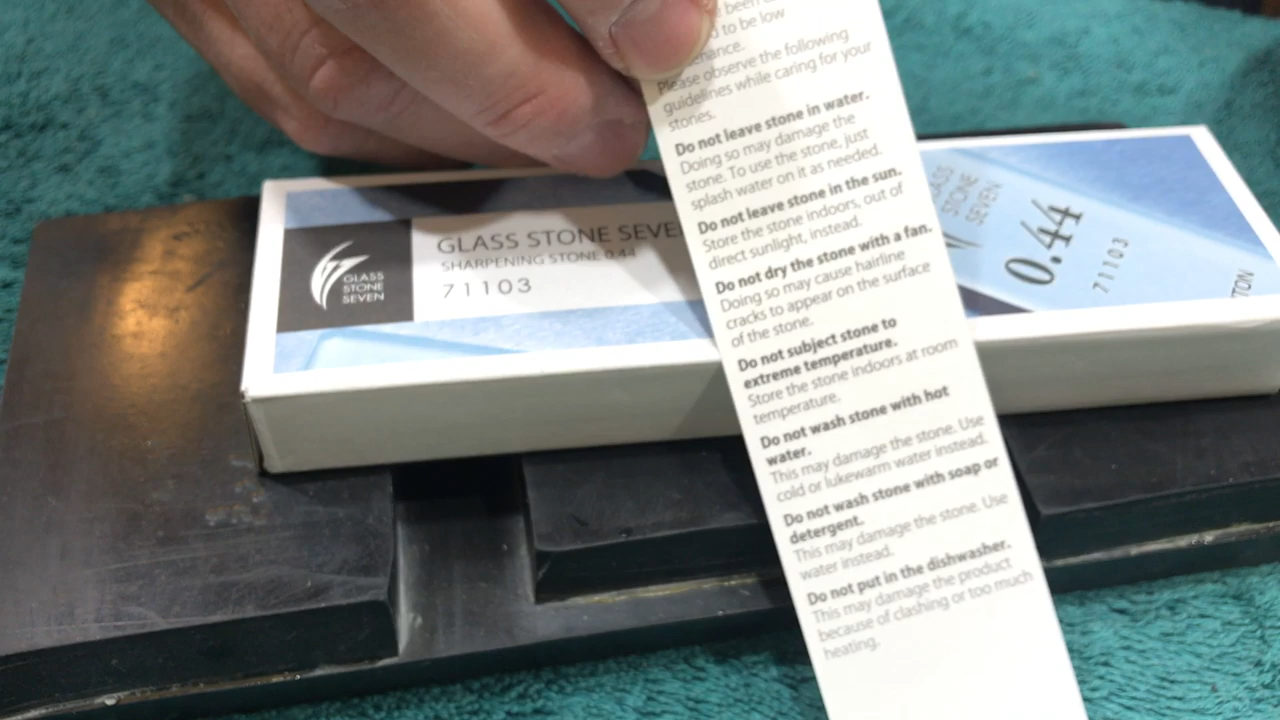 been
d to be low
enance.
Please observe the following
guidelines while caring for your
stones.
Do not leave stone in water.
Doing so may damage the
stone. To use the stone, just
splash water on it as needed.
Do not leave stone in the sun.
Store the stone indoors, out of
direct sunlight, instead.
Do not dry the stone with a fan.
Doing so may cause hairline
cracks to appear on the surface
of the stone.
Do not subject stone to
extreme temperature.
Store the stone indoors at room
temperature.
Do not wash stone with hot
water.
This may damage the stone. Use
cold or lukewarm water instead.
Do not wash stone with soap or
detergent.
This may damage the stone. Use
water instead.
Do not put in the dishwasher.
This may damage the product
because of clashing or too much
heating.
GLASS
STONE
SEVEN
GLASS STONE SEVE
SHARPENING STONE 0.44
71103
GLASS
STONE
SEVEN
0.44
71103
TON